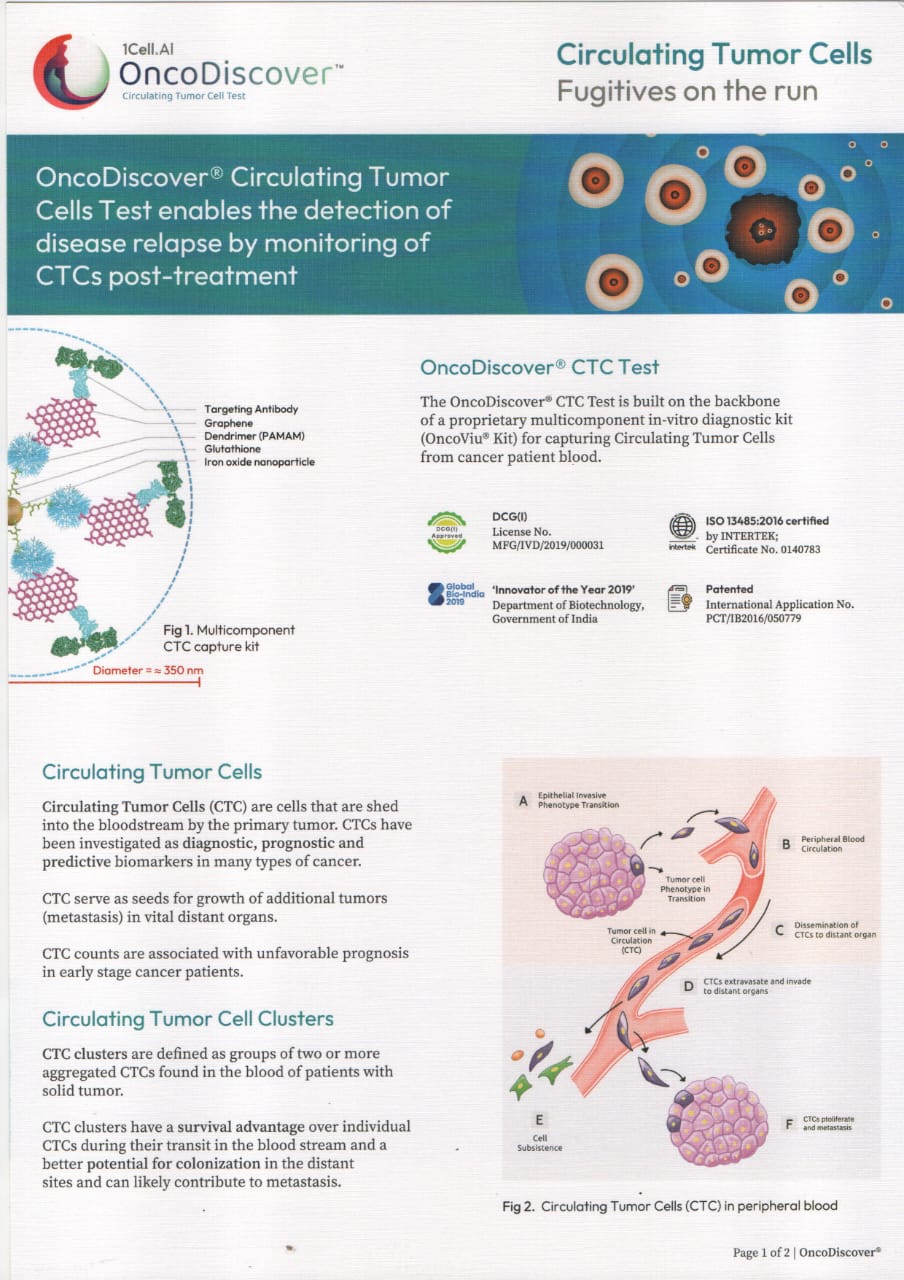 1Cell.AI
OncoDiscover™
Circulating Tumor Cell Test
Circulating Tumor Cells
Fugitives on the run
OncoDiscover® Circulating Tumor
Cells Test enables the detection of
disease relapse by monitoring of
CTCs post-treatment
Targeting Antibody
Graphene
Dendrimer (PAMAM)
Glutathione
Iron oxide nanoparticle
Fig 1. Multicomponent
CTC capture kit
Diameter = ≈ 350 nm
OncoDiscover® CTC Test
The OncoDiscover® CTC Test is built on the backbone
of a proprietary multicomponent in-vitro diagnostic kit
(OncoViu® Kit) for capturing Circulating Tumor Cells
from cancer patient blood.
DCG(I)
Approved
DCG(I)
License No.
MFG/IVD/2019/000031
intertek
ISO 13485:2016 certified
by INTERTEK;
Certificate No. 0140783
Global
Bio-India
2019
‘Innovator of the Year 2019’
Department of Biotechnology,
Government of India
Patented
International Application No.
PCT/IB2016/050779
Circulating Tumor Cells
Circulating Tumor Cells (CTC) are cells that are shed
into the bloodstream by the primary tumor. CTCs have
been investigated as diagnostic, prognostic and
predictive biomarkers in many types of cancer.
CTC serve as seeds for growth of additional tumors
(metastasis) in vital distant organs.
CTC counts are associated with unfavorable prognosis
in early stage cancer patients.
Circulating Tumor Cell Clusters
CTC clusters are defined as groups of two or more
aggregated CTCs found in the blood of patients with
solid tumor.
CTC clusters have a survival advantage over individual
CTCs during their transit in the blood stream and a
better potential for colonization in the distant
sites and can likely contribute to metastasis.
A
Epithelial Invasive
Phenotype Transition
B
Peripheral Blood
Circulation
Tumor cell
Phenotype in
Transition
Tumor cell in
Circulation
(CTC)
C
Dissemination of
CTCs to distant organ
D
CTCs extravasate and invade
to distant organs
E
Cell
Subsistence
F
CTCs ptoliferate
and metastasis
Fig 2. Circulating Tumor Cells (CTC) in peripheral blood
Page 1 of 2 | OncoDiscover®